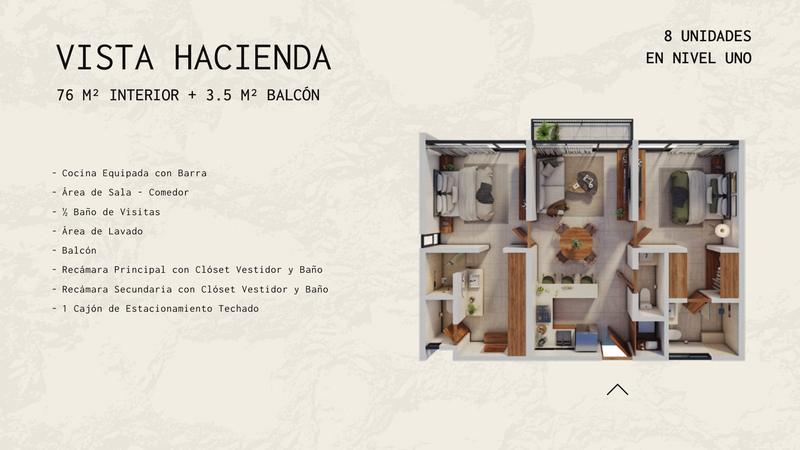 VISTA HACIENDA
76 M² INTERIOR + 3.5 M² BALCÓN
8 UNIDADES
EN NIVEL UNO
- Cocina Equipada con Barra
- Área de Sala - Comedor
- ½ Baño de Visitas
- Área de Lavado
- Balcón
- Recámara Principal con Clóset Vestidor y Baño
- Recámara Secundaria con Clóset Vestidor y Baño
- 1 Cajón de Estacionamiento Techado